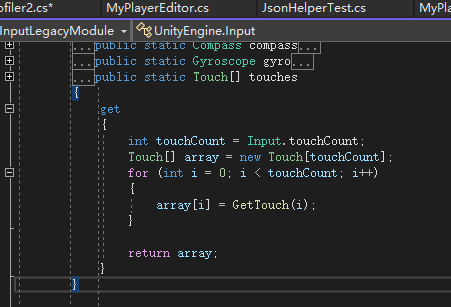 ofiler2.cs* MyPlayerEditor.cs JsonHelperTest.cs MyPla
InputLegacyModule UnityEngine.Input
...public static Compass compass...
...public static Gyroscope gyro...
...public static Touch[] touches
{
get
{
int touchCount = Input.touchCount;
Touch[] array = new Touch[touchCount];
for (int i = 0; i < touchCount; i++)
{
array[i] = GetTouch(i);
}
return array;
}
}